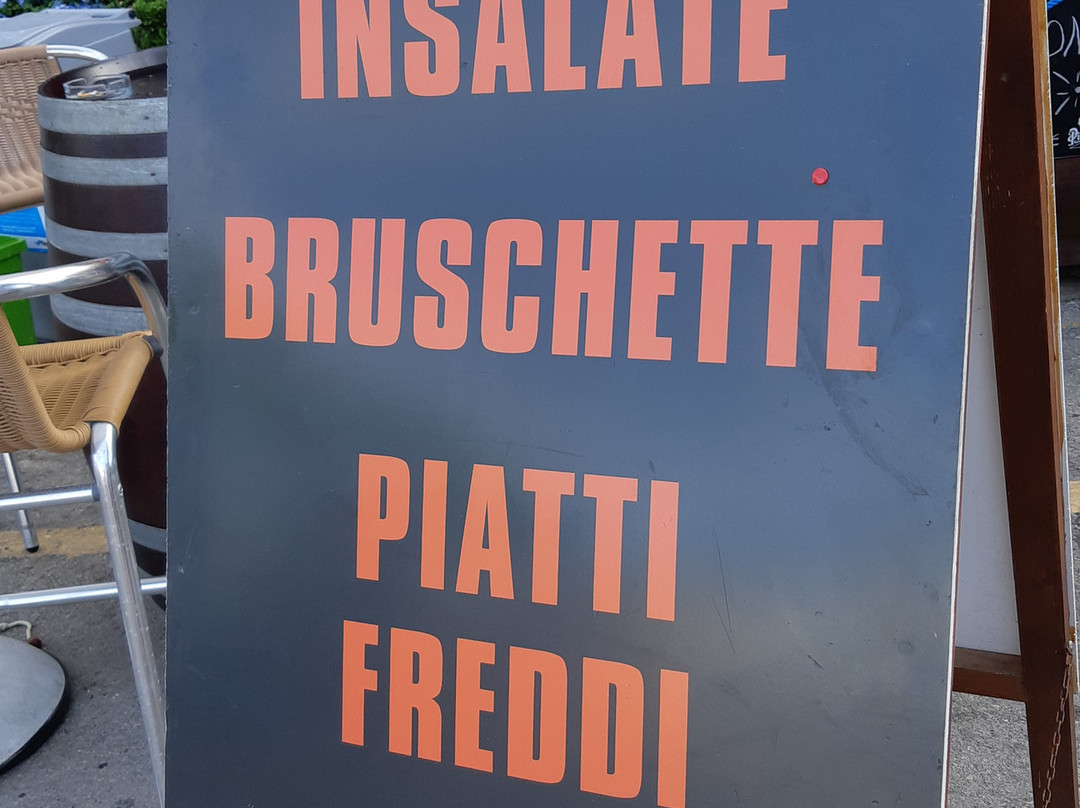 INSALATE
BRUSCHETTE
PIATTI
FREDDI